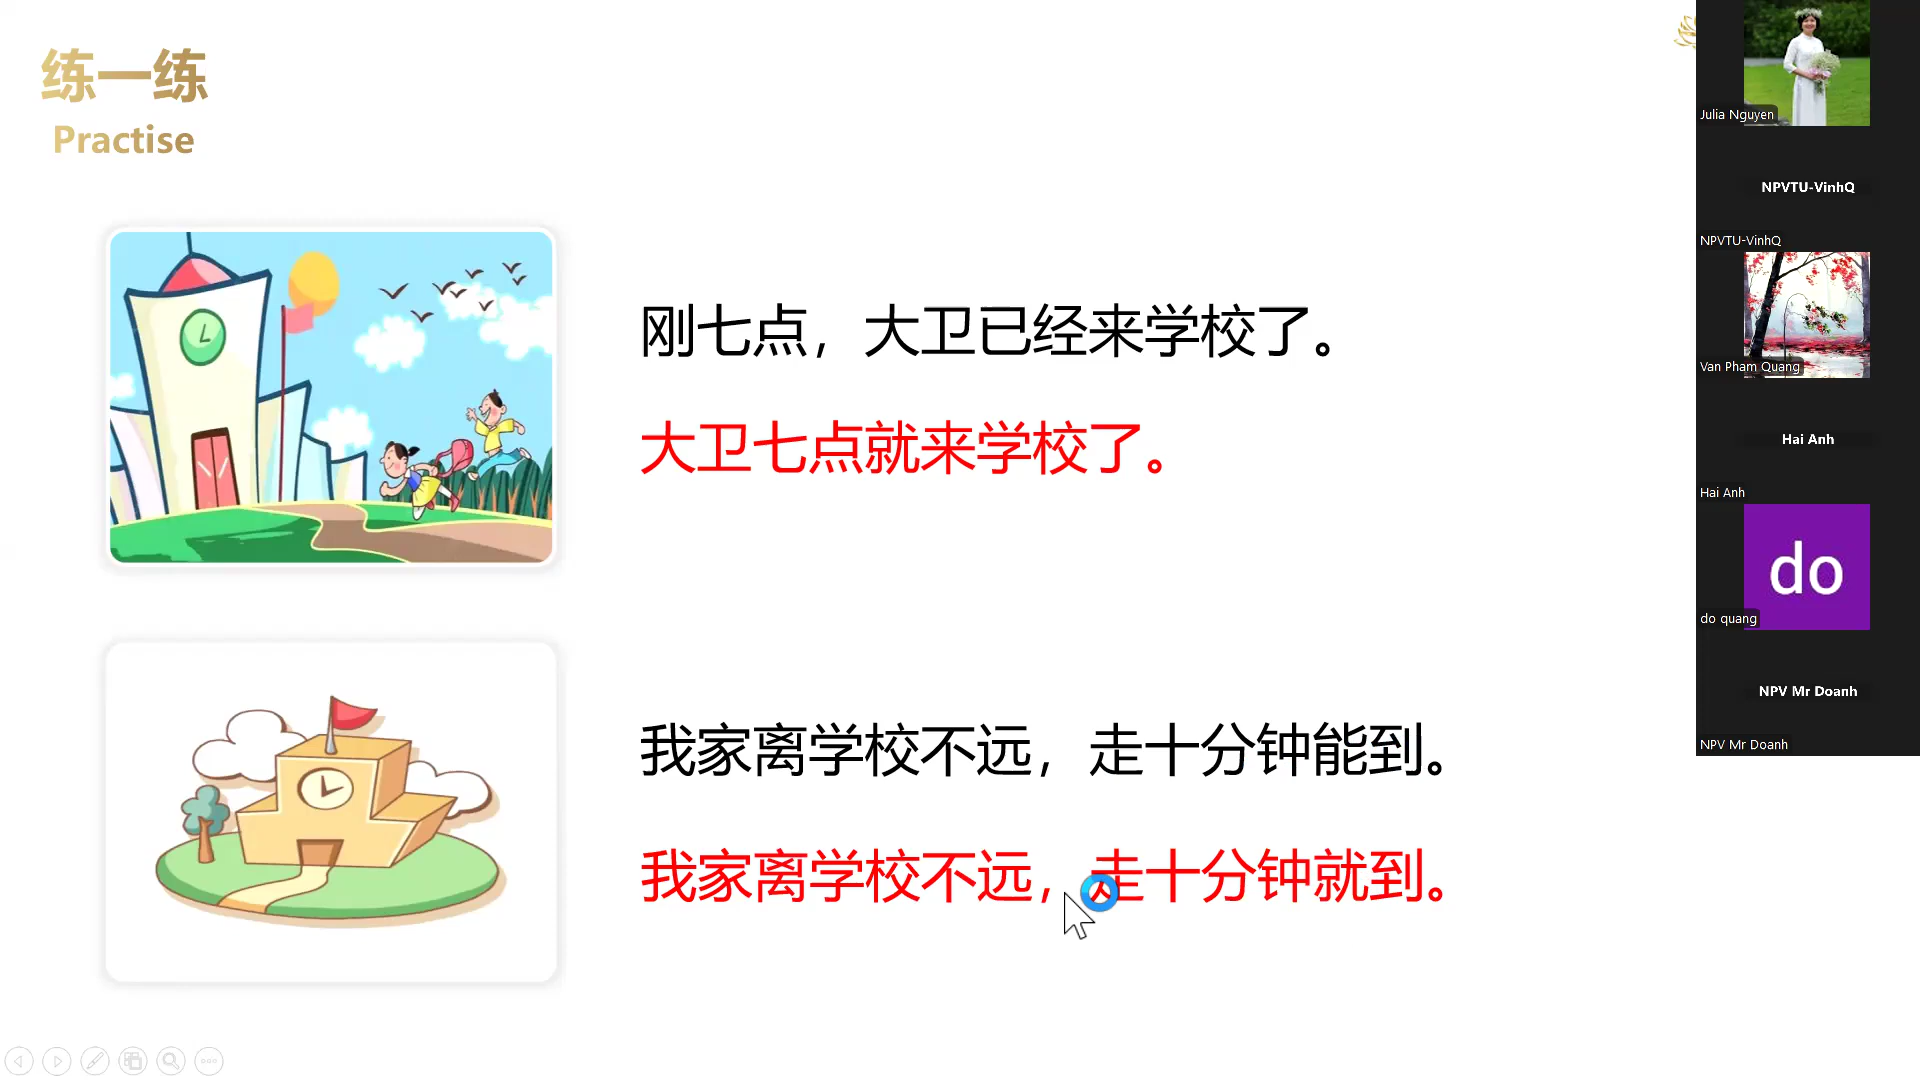 练一练
Practise
刚七点，大卫已经来学校了。
大卫七点就来学校了。
我家离学校不远，走十分钟能到。
我家离学校不远，走十分钟就到。
Julia Nguyen
NPVTU-VinhQ
NPVTU-VinhQ
Van Pham Quang
Hai Anh
Hai Anh
do
do quang
NPV Mr Doanh
NPV Mr Doanh